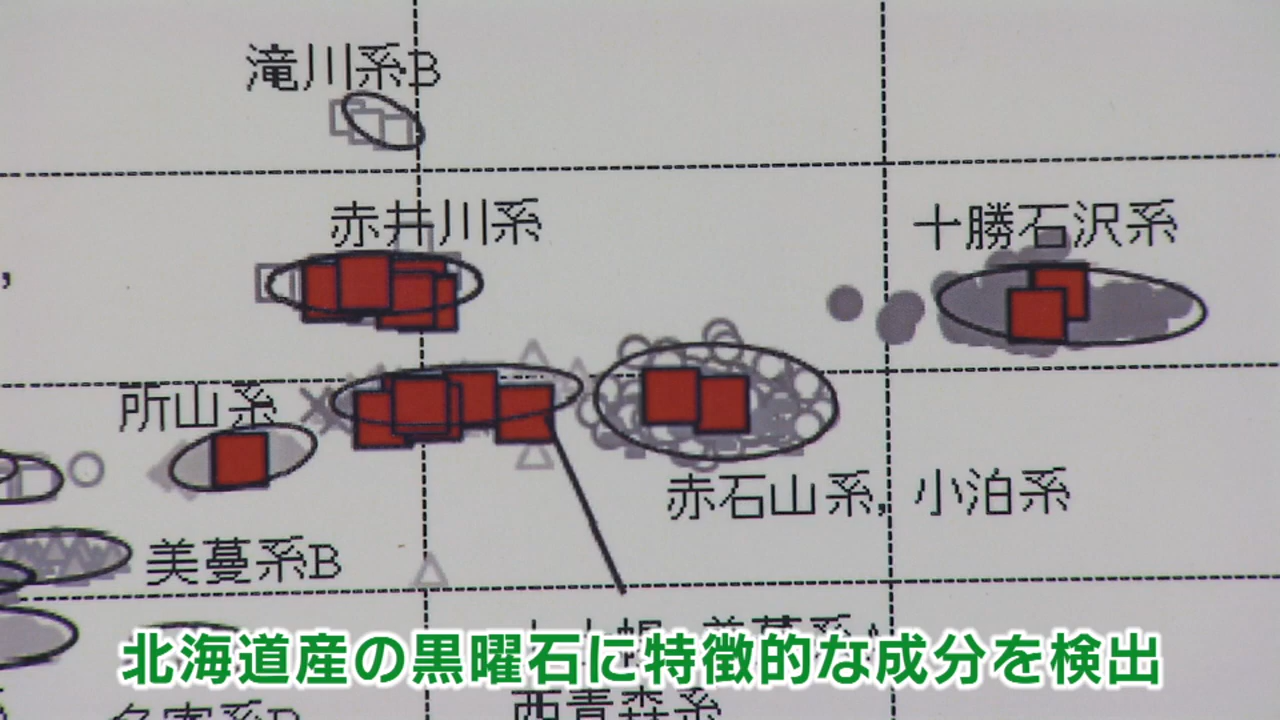 滝川系B
赤井川系
十勝石沢系
所山系
赤石山系, 小泊系
美蔓系B
北海道産の黒曜石に特徴的な成分を検出
西青森系